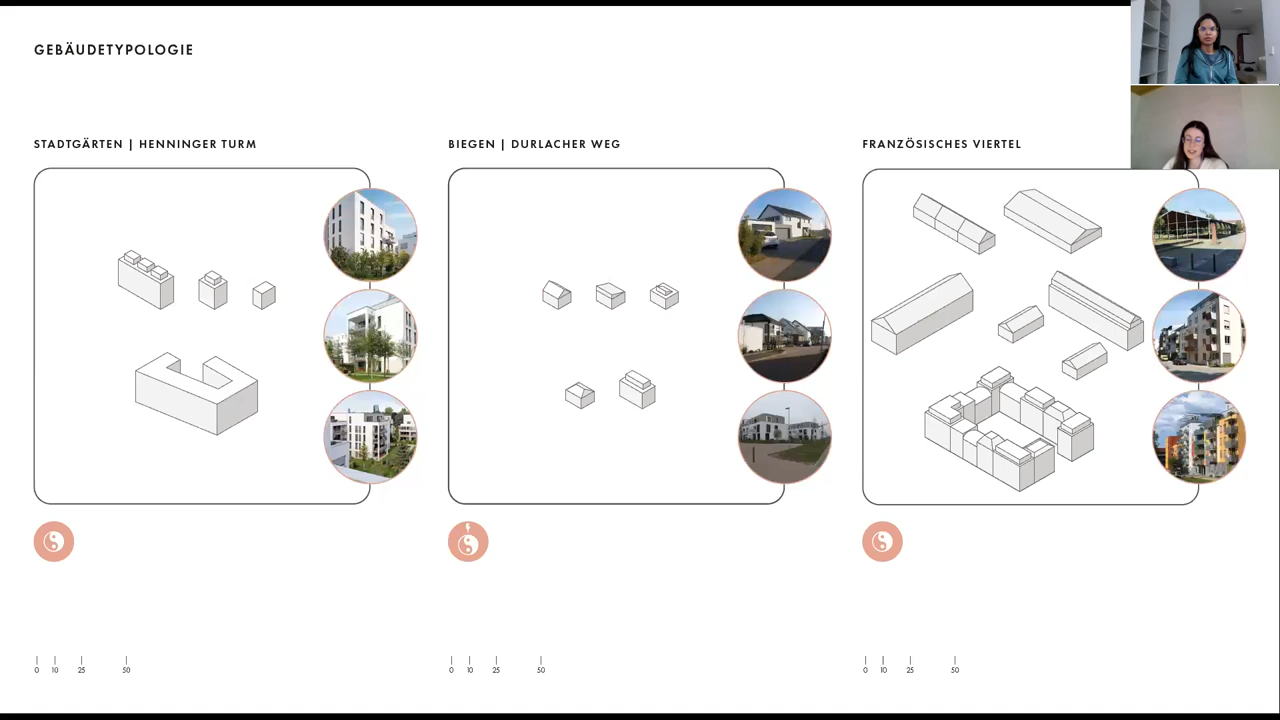 GEBÄUDETYPOLOGIE
STADTGÄRTEN | HENNINGER TURM
BIEGEN | DURLACHER WEG
FRANZÖSISCHES VIERTEL
0 10 25 50
0 10 25 50
0 10 25 50